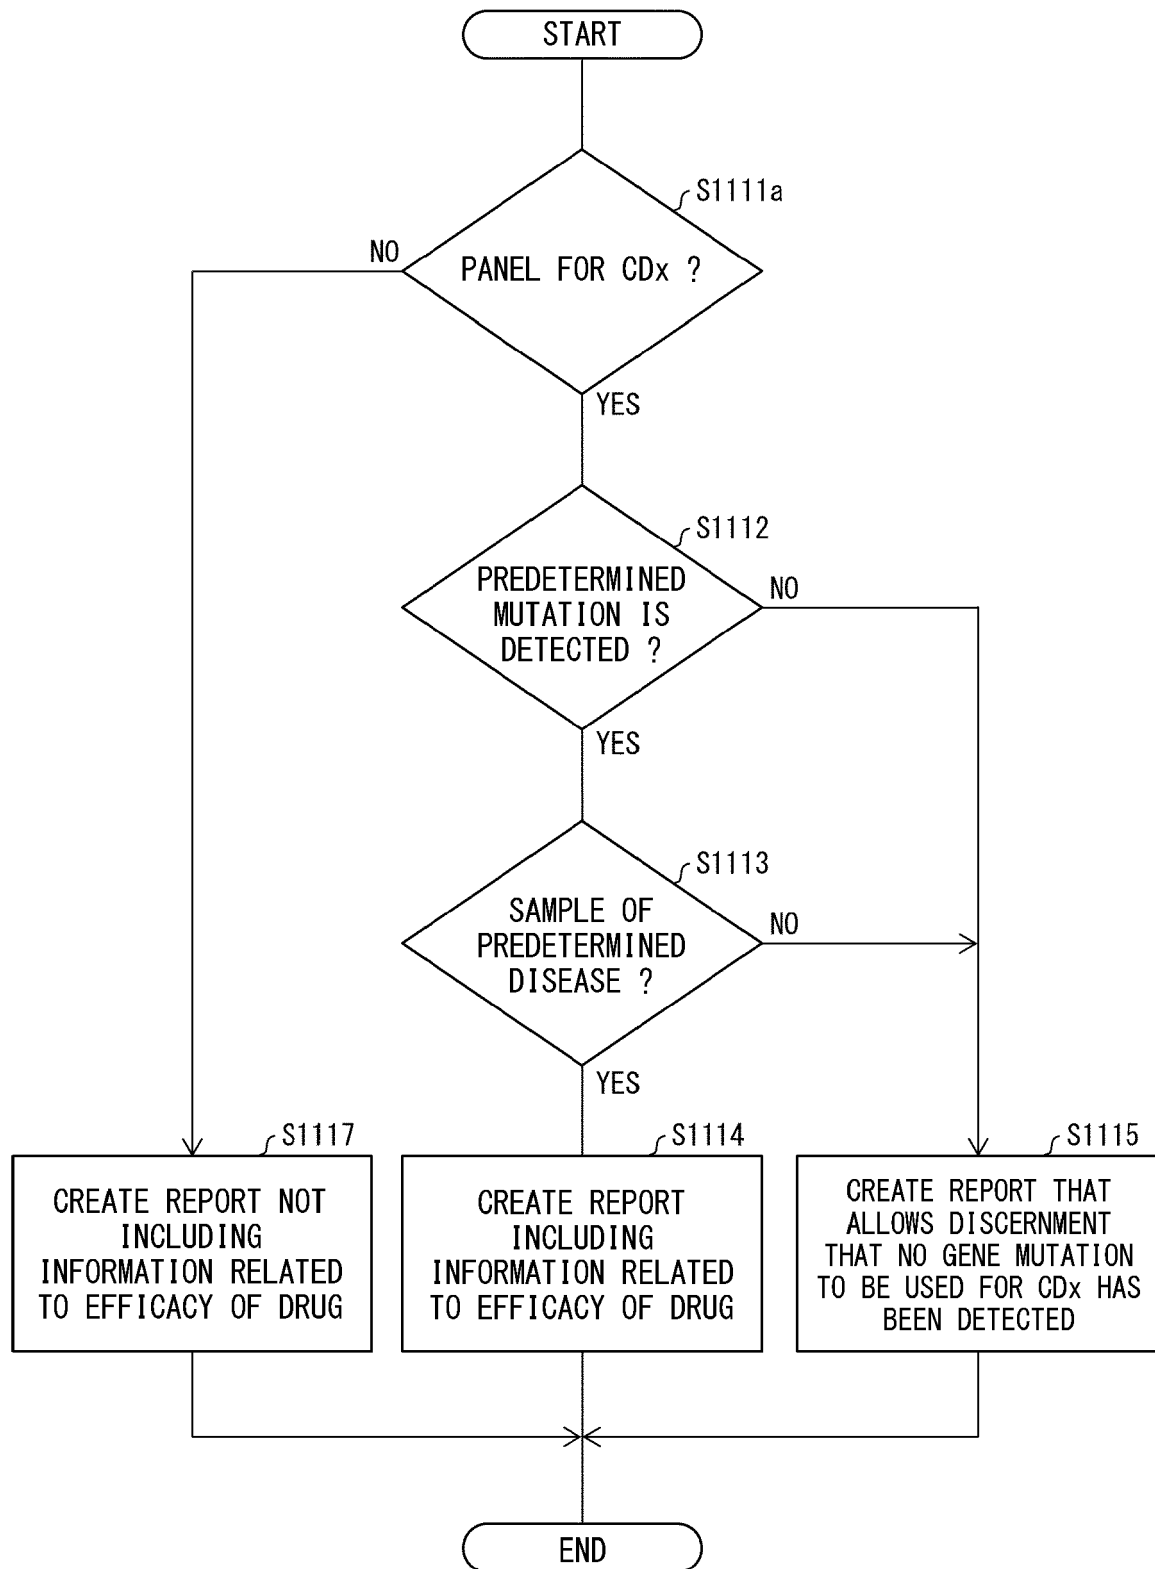 START
S1111a
NO
PANEL FOR CDx ?
YES
S1112
PREDETERMINED
MUTATION IS
DETECTED ?
NO
YES
S1113
SAMPLE OF
PREDETERMINED
DISEASE ?
NO
YES
S1117
CREATE REPORT NOT
INCLUDING
INFORMATION RELATED
TO EFFICACY OF DRUG
S1114
CREATE REPORT
INCLUDING
INFORMATION RELATED
TO EFFICACY OF DRUG
S1115
CREATE REPORT THAT
ALLOWS DISCERNMENT
THAT NO GENE MUTATION
TO BE USED FOR CDx HAS
BEEN DETECTED
END